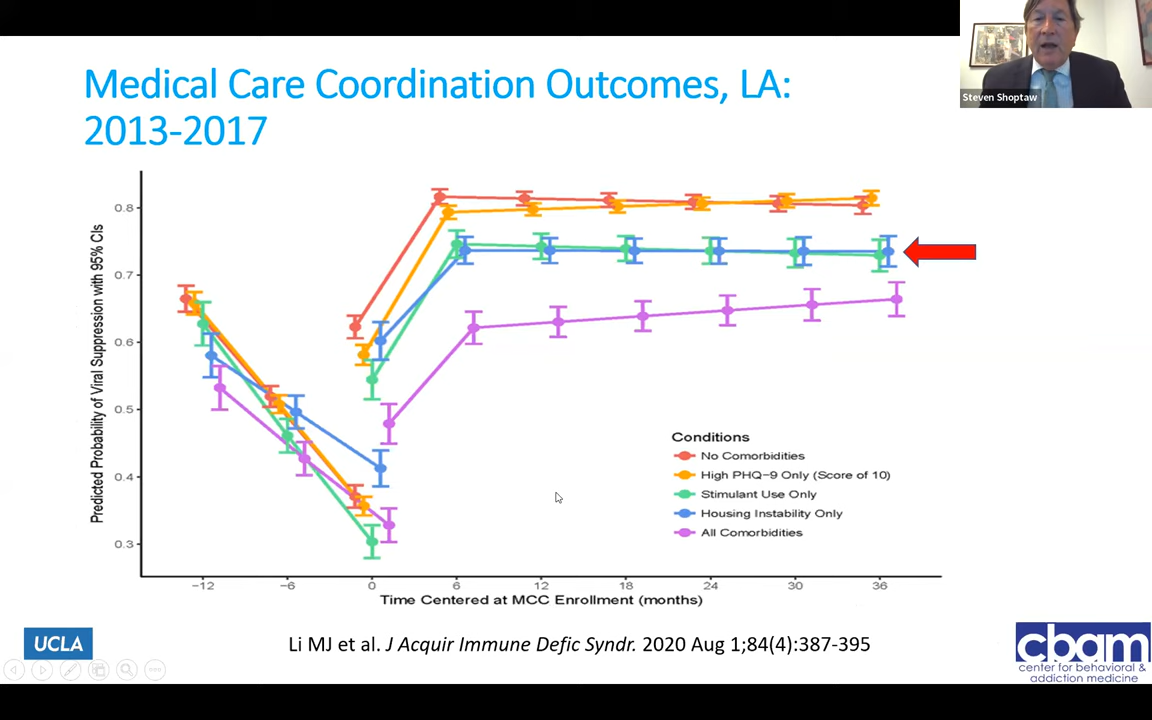 Medical Care Coordination Outcomes, LA:
2013-2017
Steven Shoptaw
Predicted Probability of Viral Suppression with 95% CIs
0.8
0.7
0.6
0.5
0.4
0.3
−12 −6 0 6 12 18 24 30 36
Time Centered at MCC Enrollment (months)
Conditions
No Comorbidities
High PHQ−9 Only (Score of 10)
Stimulant Use Only
Housing Instability Only
All Comorbidities
Li MJ et al. J Acquir Immune Defic Syndr. 2020 Aug 1;84(4):387-395
UCLA
cbam
center for behavioral &
addiction medicine